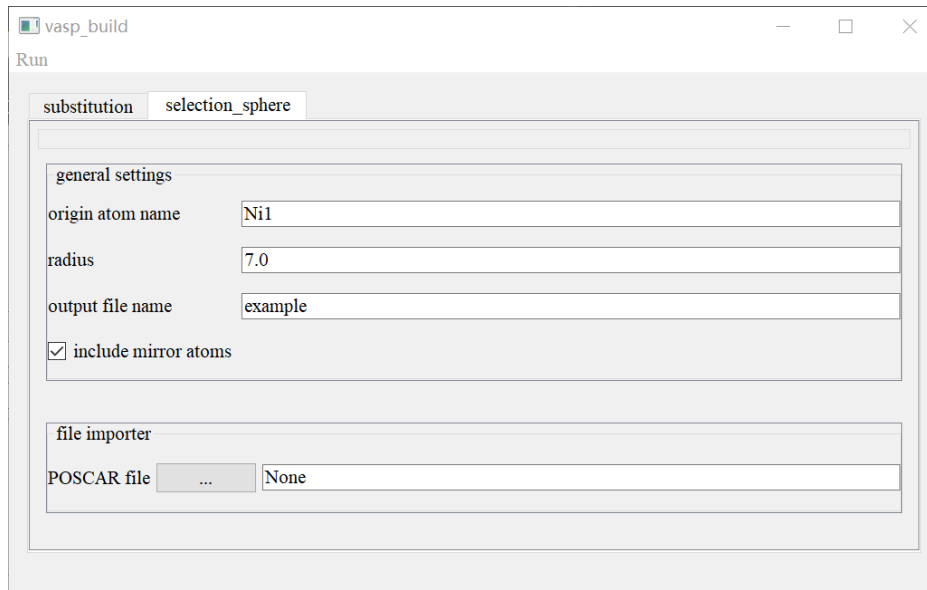 vasp_build
Run
substitution selection_sphere
general settings
origin atom name Ni1
radius 7.0
output file name example
include mirror atoms
file importer
POSCAR file ... None